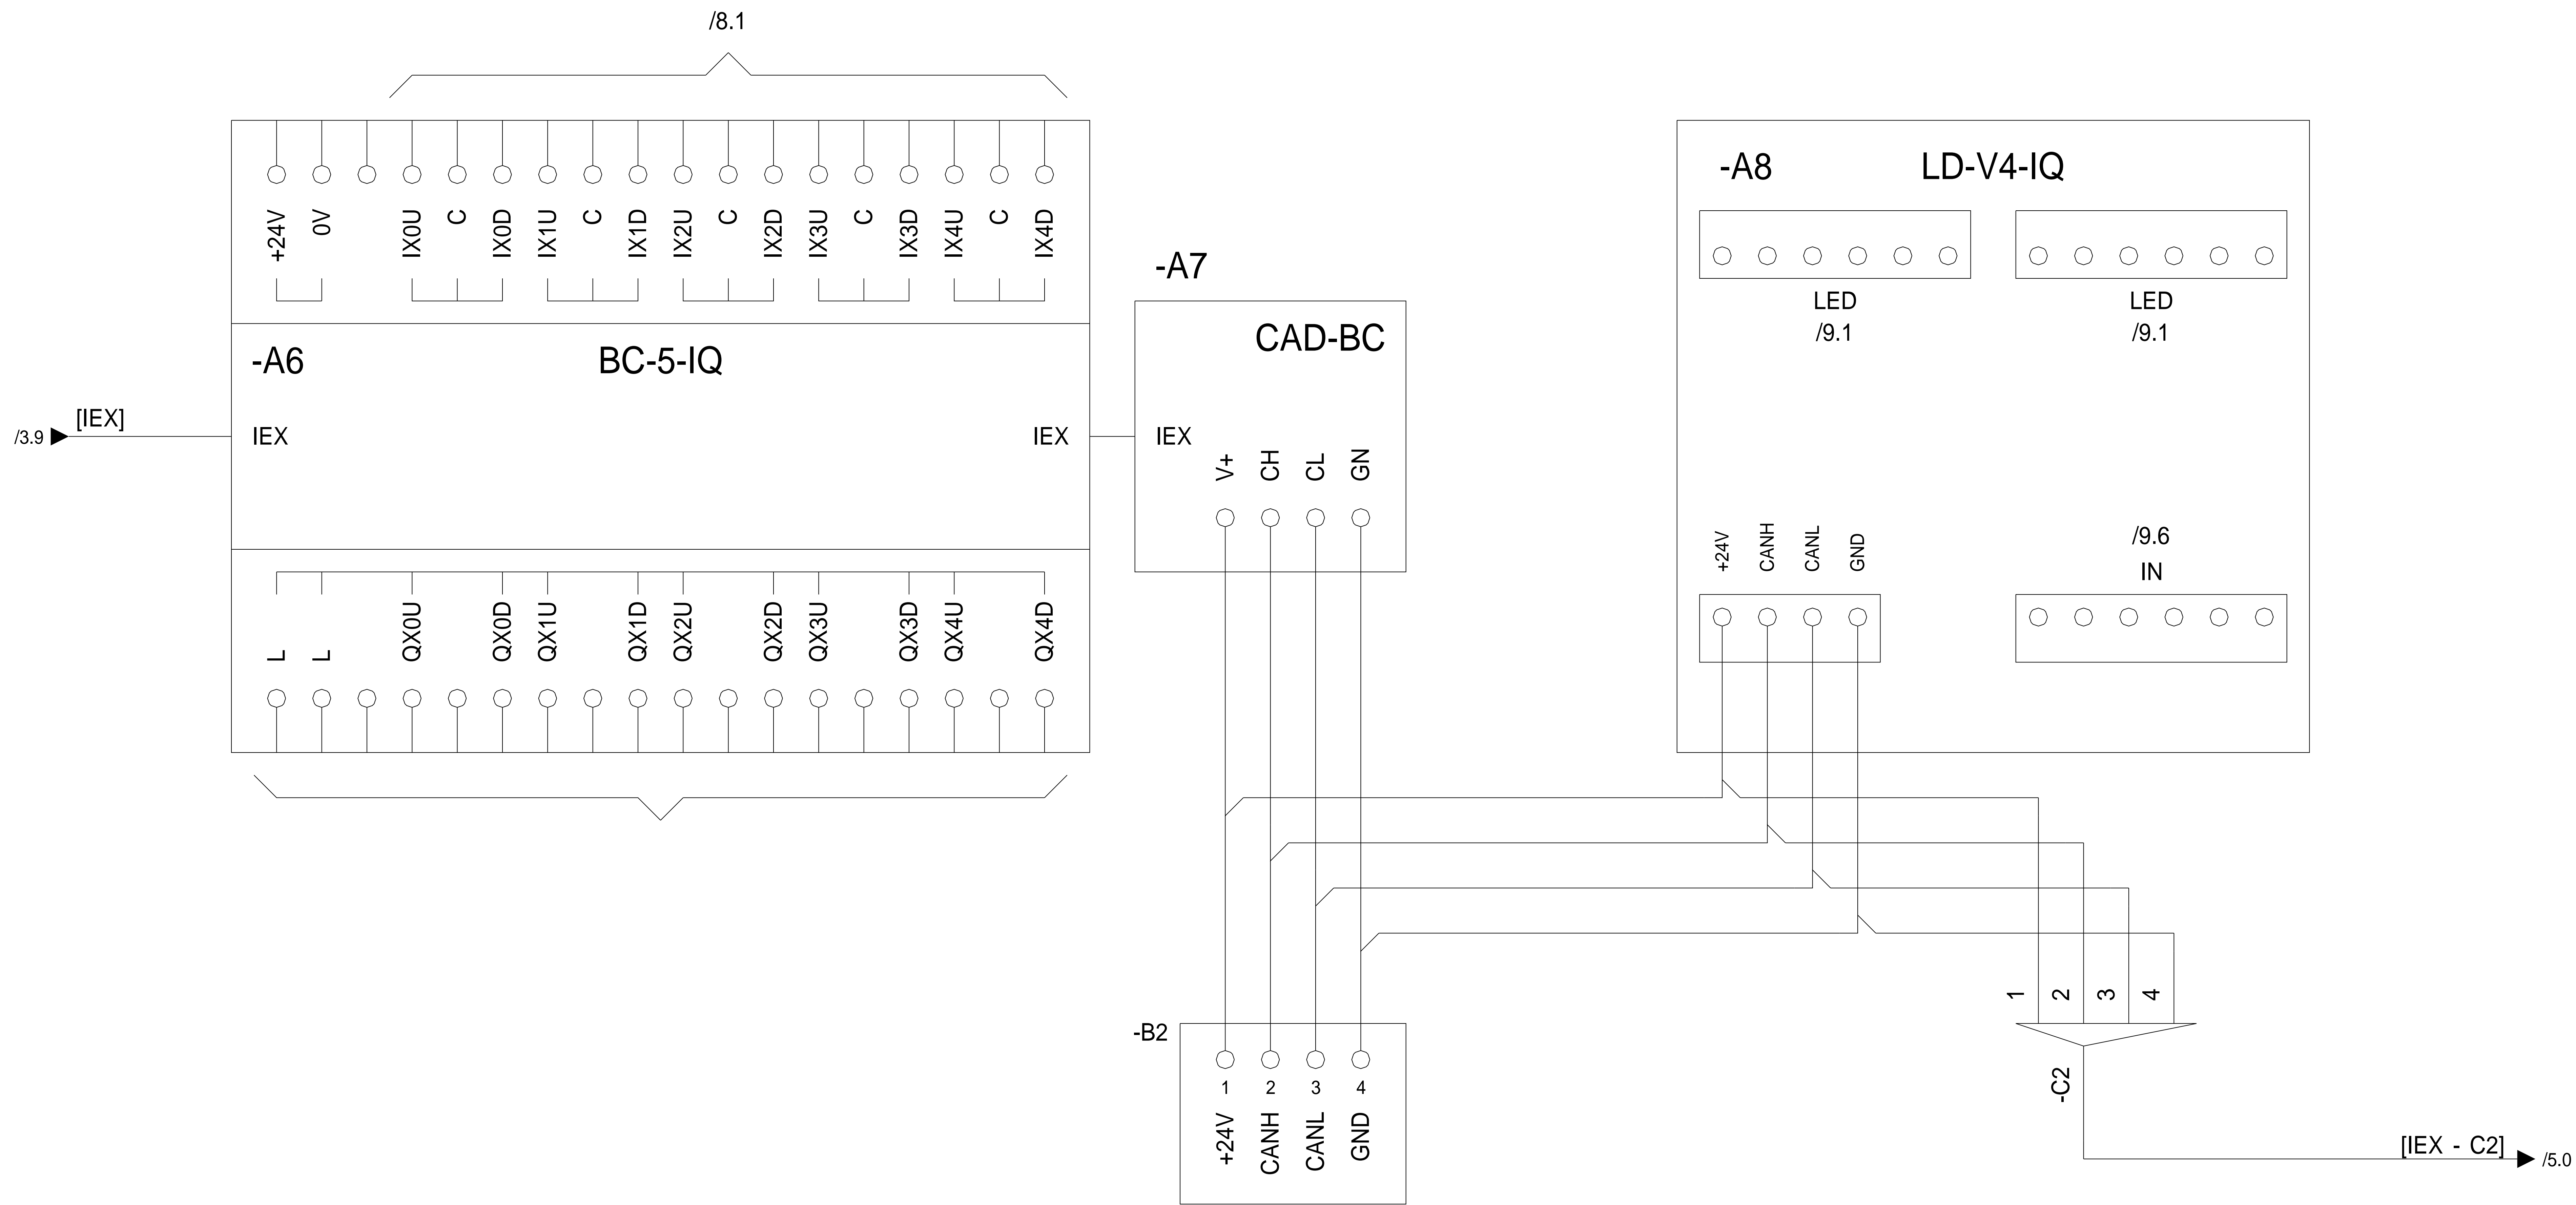 /8.1
+24V 0V IX0U C IX0D IX1U C IX1D IX2U C IX2D IX3U C IX3D IX4U C IX4D
-A6 BC-5-IQ
/3.9 [IEX] IEX IEX
L L QX0U QX0D QX1U QX1D QX2U QX2D QX3U QX3D QX4U QX4D
-A7
CAD-BC
IEX
V+ CH CL GN
-A8 LD-V4-IQ
LED LED
/9.1 /9.1
+24V CANH CANL GND
/9.6
IN
-B2
1 2 3 4
+24V CANH CANL GND
1 2 3 4
-C2
[IEX - C2] /5.0